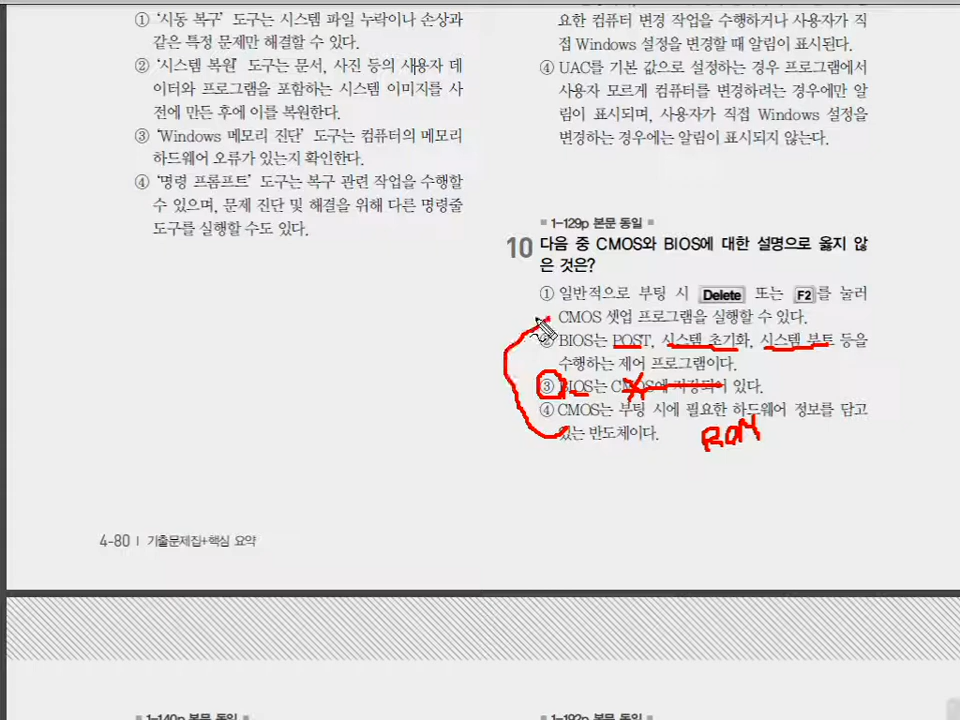 ① '시동 복구' 도구는 시스템 파일 누락이나 손상과
같은 특정 문제만 해결할 수 있다.
② '시스템 복원' 도구는 문서, 사진 등의 사용자 데
이터와 프로그램을 포함하는 시스템 이미지를 사
전에 만든 후에 이를 복원한다.
③ 'Windows 메모리 진단' 도구는 컴퓨터의 메모리
하드웨어 오류가 있는지 확인한다.
④ '명령 프롬프트' 도구는 복구 관련 작업을 수행할
수 있으며, 문제 진단 및 해결을 위해 다른 명령줄
도구를 실행할 수도 있다.
4-80 | 기출문제집+핵심 요약
요한 컴퓨터 변경 작업을 수행하거나 사용자가 직
접 Windows 설정을 변경할 때 알림이 표시된다.
④ UAC를 기본 값으로 설정하는 경우 프로그램에서
사용자 모르게 컴퓨터를 변경하려는 경우에만 알
림이 표시되며, 사용자가 직접 Windows 설정을
변경하는 경우에는 알림이 표시되지 않는다.
1-129p 본문 동일
10 다음 중 CMOS와 BIOS에 대한 설명으로 옳지 않
은 것은?
① 일반적으로 부팅 시 Delete 또는 F2를 눌러
CMOS 셋업 프로그램을 실행할 수 있다.
② BIOS는 POST, 시스템 초기화, 시스템 부트 등을
수행하는 제어 프로그램이다.
③ BIOS는 CMOS에 저장되어 있다.
④ CMOS는 부팅 시에 필요한 하드웨어 정보를 담고
있는 반도체이다.
ROM
1-140p 본문 동일
1-192p 본문 동일